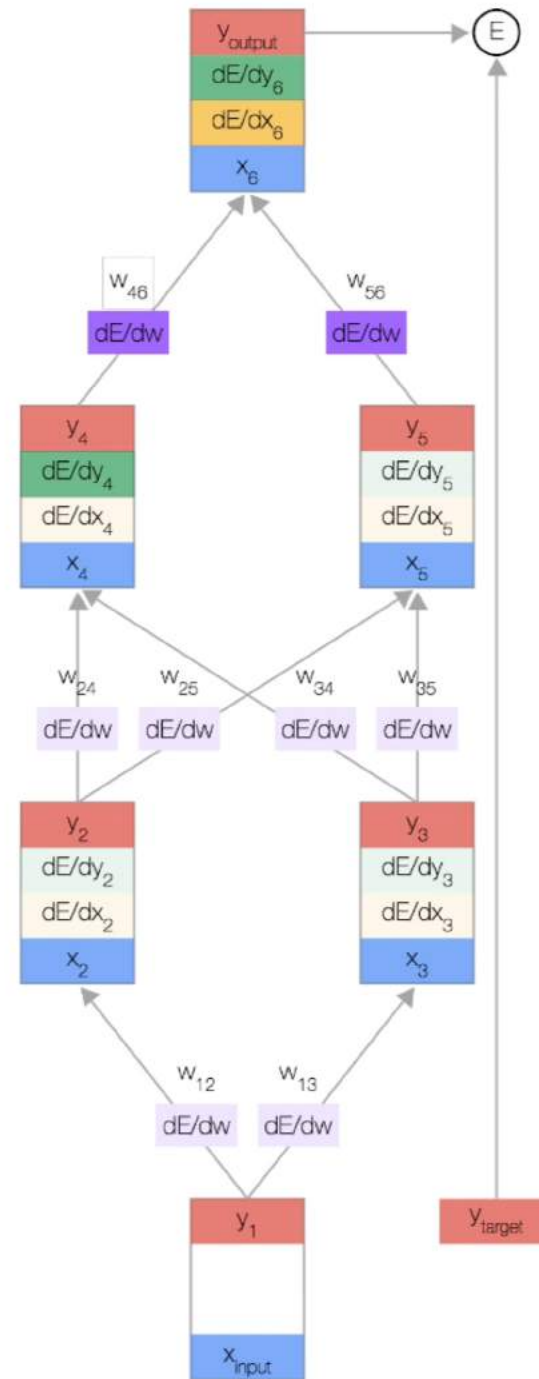 y_output E
dE/dy_6
dE/dx_6
x_6
w_46 w_56
dE/dw dE/dw
y_4 y_5
dE/dy_4 dE/dy_5
dE/dx_4 dE/dx_5
x_4 x_5
w_24 w_25 w_34 w_35
dE/dw dE/dw dE/dw dE/dw
y_2 y_3
dE/dy_2 dE/dy_3
dE/dx_2 dE/dx_3
x_2 x_3
w_12 w_13
dE/dw dE/dw
y_1 y_target
x_input